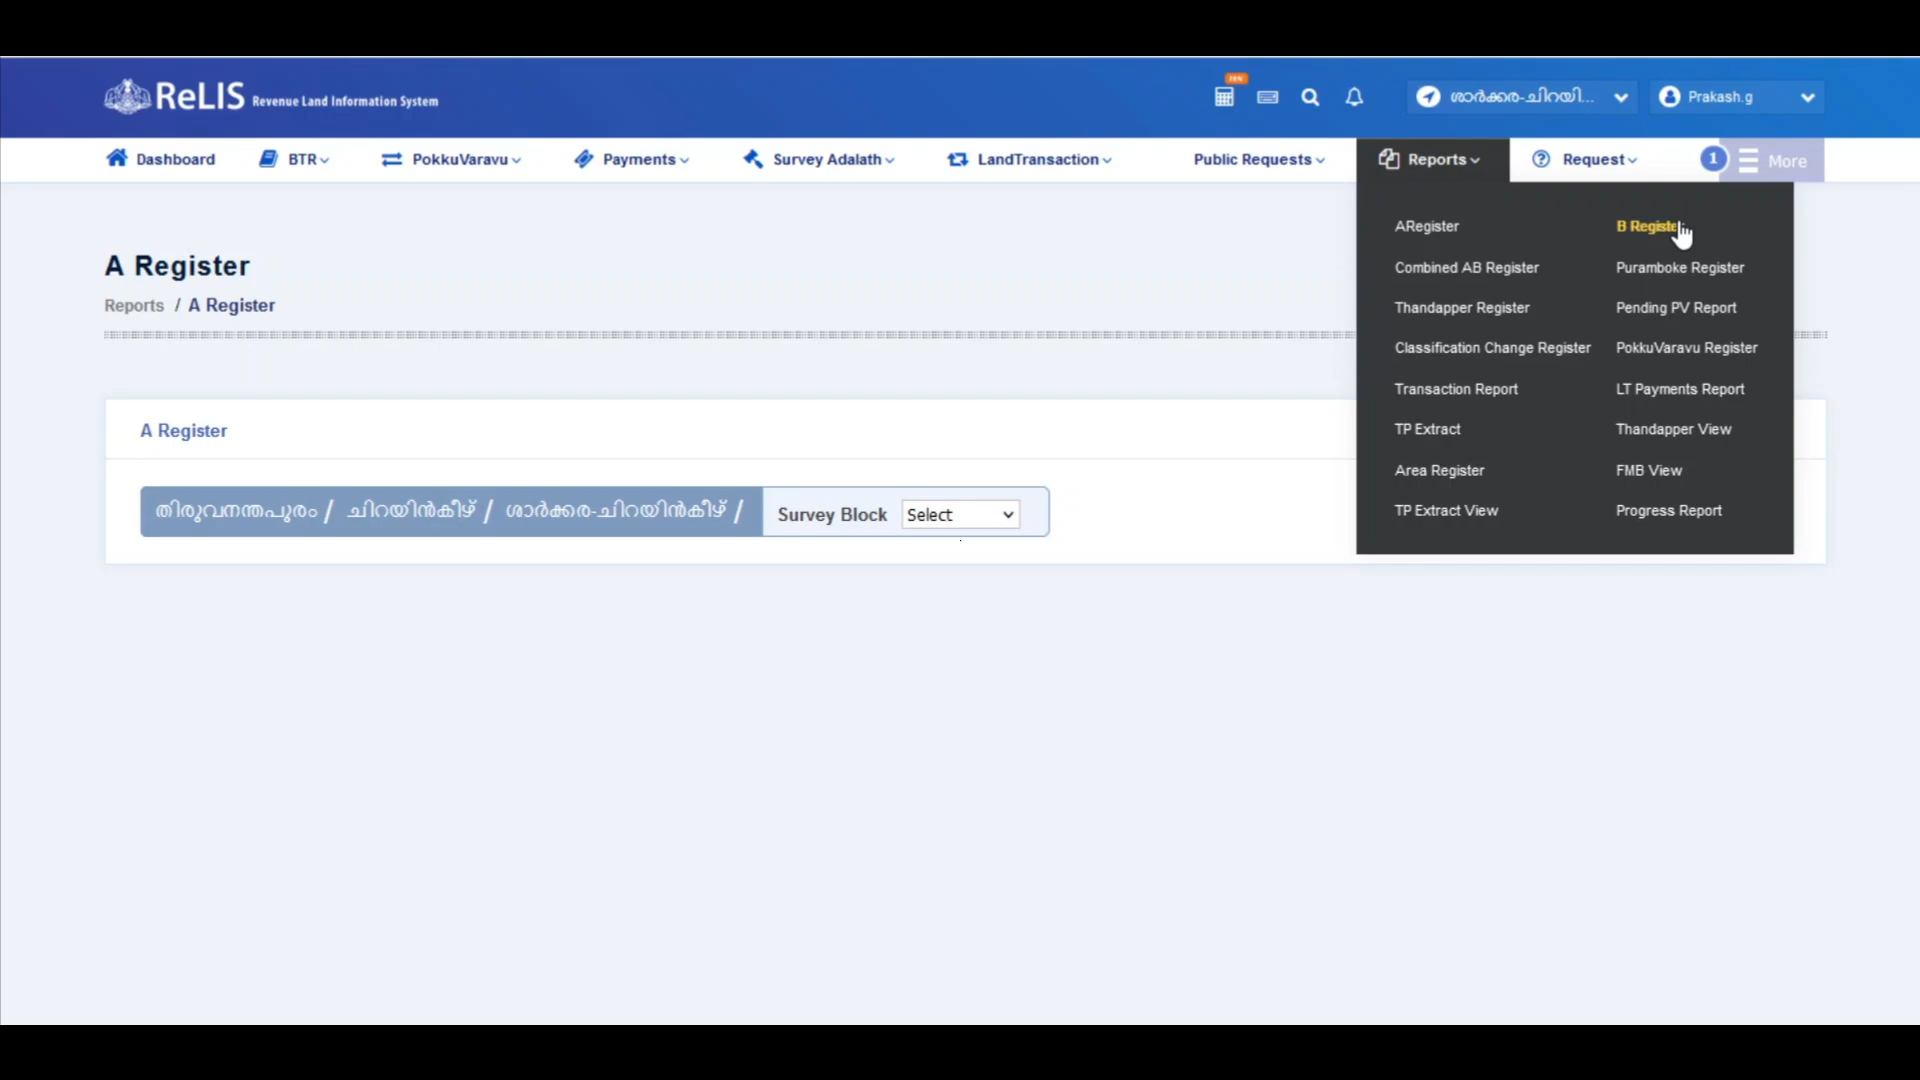 ReLIS Revenue Land Information System
ശാർക്കര-ചിറയി...
Prakash.g
Dashboard
BTR
PokkuVaravu
Payments
Survey Adalath
LandTransaction
Public Requests
Reports
Request
1
More
A Register
Reports / A Register
ARegister
B Register
Combined AB Register
Puramboke Register
Thandapper Register
Pending PV Report
Classification Change Register
PokkuVaravu Register
Transaction Report
LT Payments Report
TP Extract
Thandapper View
Area Register
FMB View
TP Extract View
Progress Report
A Register
തിരുവനന്തപുരം / ചിറയിൻകീഴ് / ശാർക്കര-ചിറയിൻകീഴ് /
Survey Block
Select